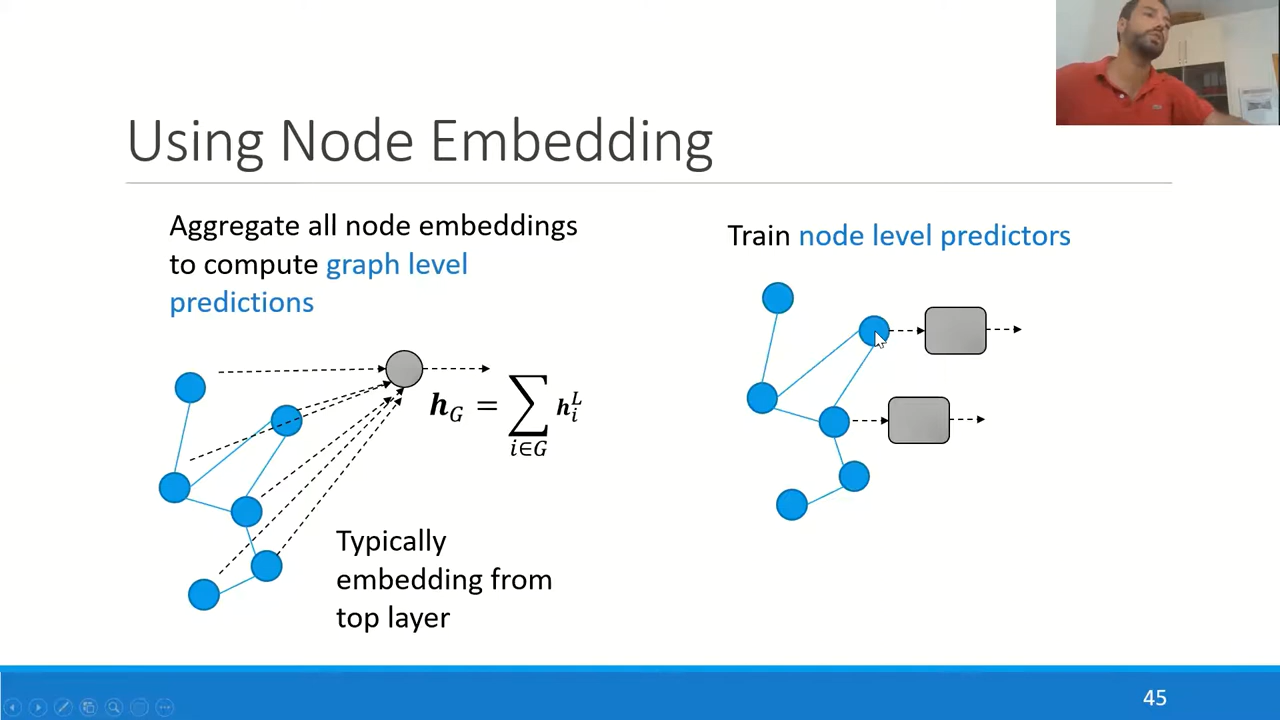 Using Node Embedding
Aggregate all node embeddings
to compute graph level
predictions
𝒉_G = ∑_{i∈G} 𝒉_i^L
Typically
embedding from
top layer
Train node level predictors
45